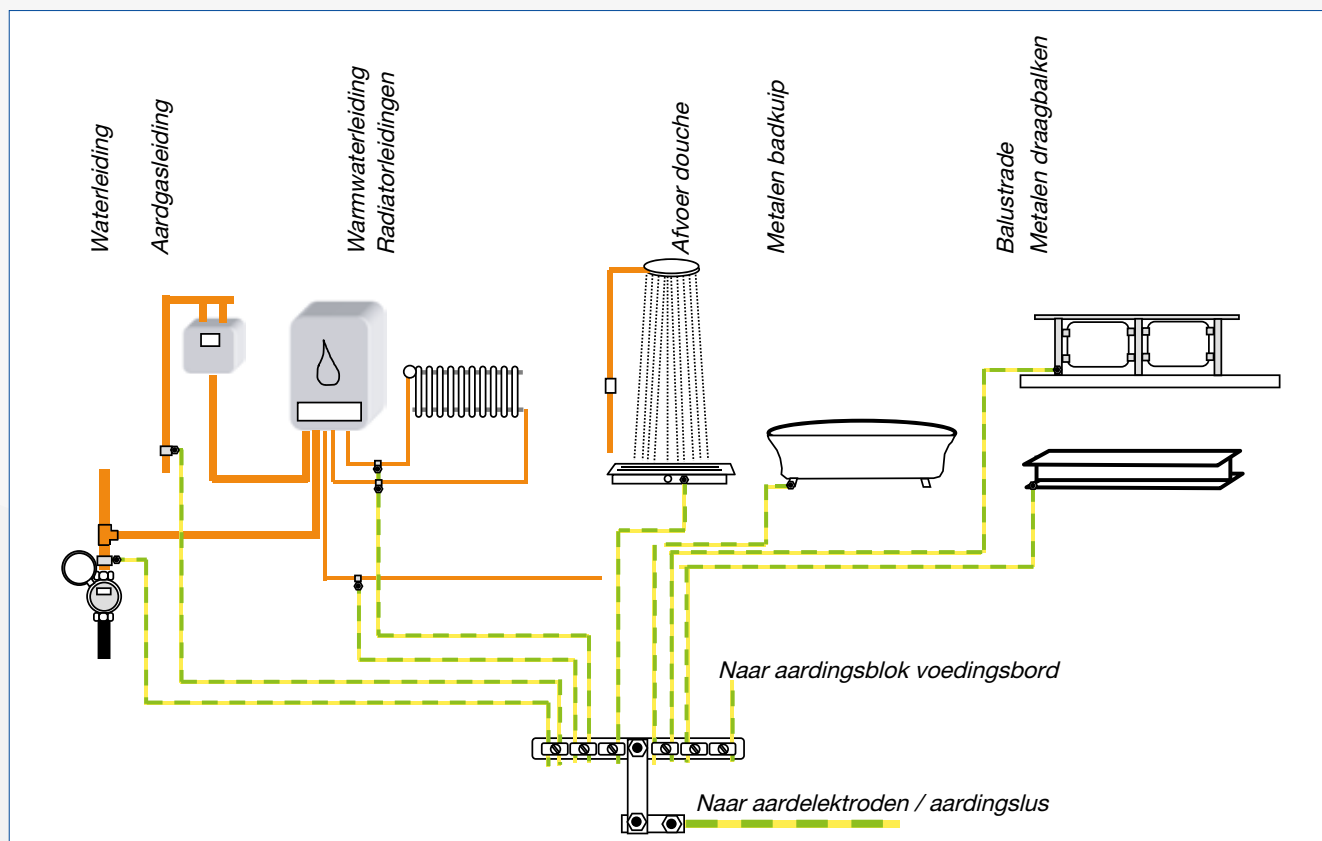 Waterleiding
Aardgasleiding
Warmwaterleiding
Radiatorleidingen
Afvoer douche
Metalen badkuip
Balustrade
Metalen draagbalken
Naar aardingsblok voedingsbord
Naar aardelektroden / aardingslus